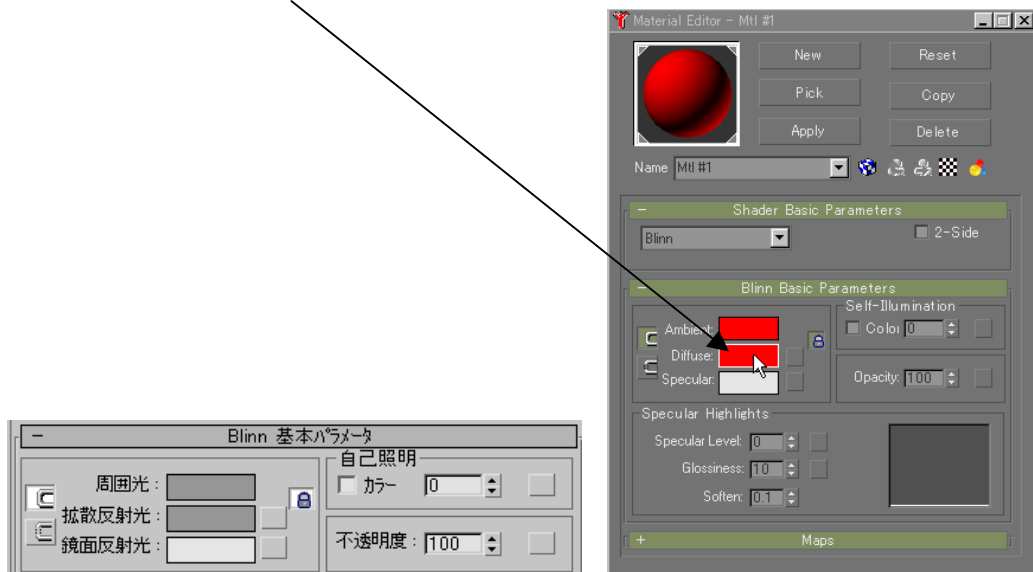 Material Editor - Mtl #1
New
Reset
Pick
Copy
Apply
Delete
Name
Mtl #1
- Shader Basic Parameters
Blinn
2-Side
- Blinn Basic Parameters
Ambient:
Diffuse:
Specular:
Self-Illumination
Color 0
Opacity: 100
Specular Highlights
Specular Level: 0
Glossiness: 10
Soften: 0.1
+ Maps
- Blinn 基本パラメータ
周囲光:
拡散反射光:
鏡面反射光:
自己照明
カラー 0
不透明度: 100